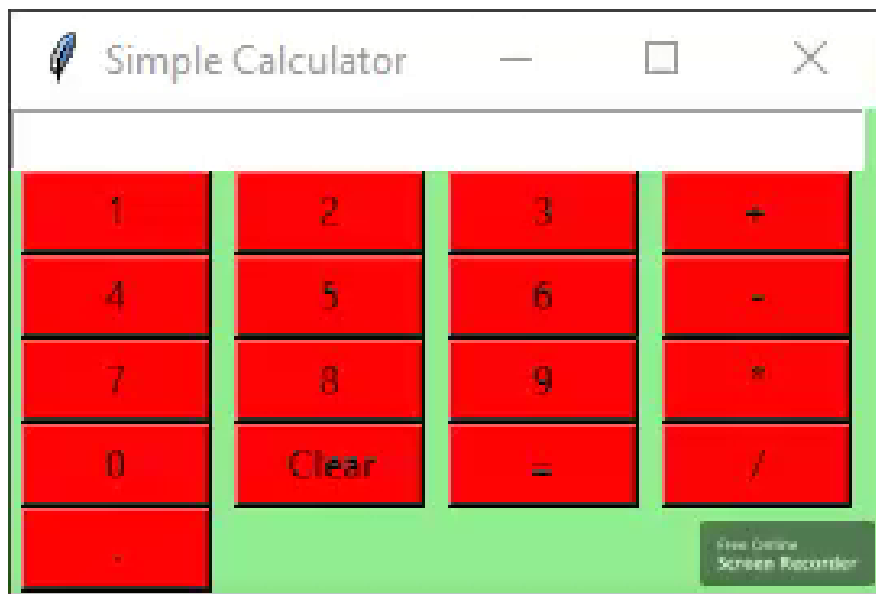 Simple Calculator
1 2 3 +
4 5 6 -
7 8 9 *
0 Clear = /
.
Free Online
Screen Recorder